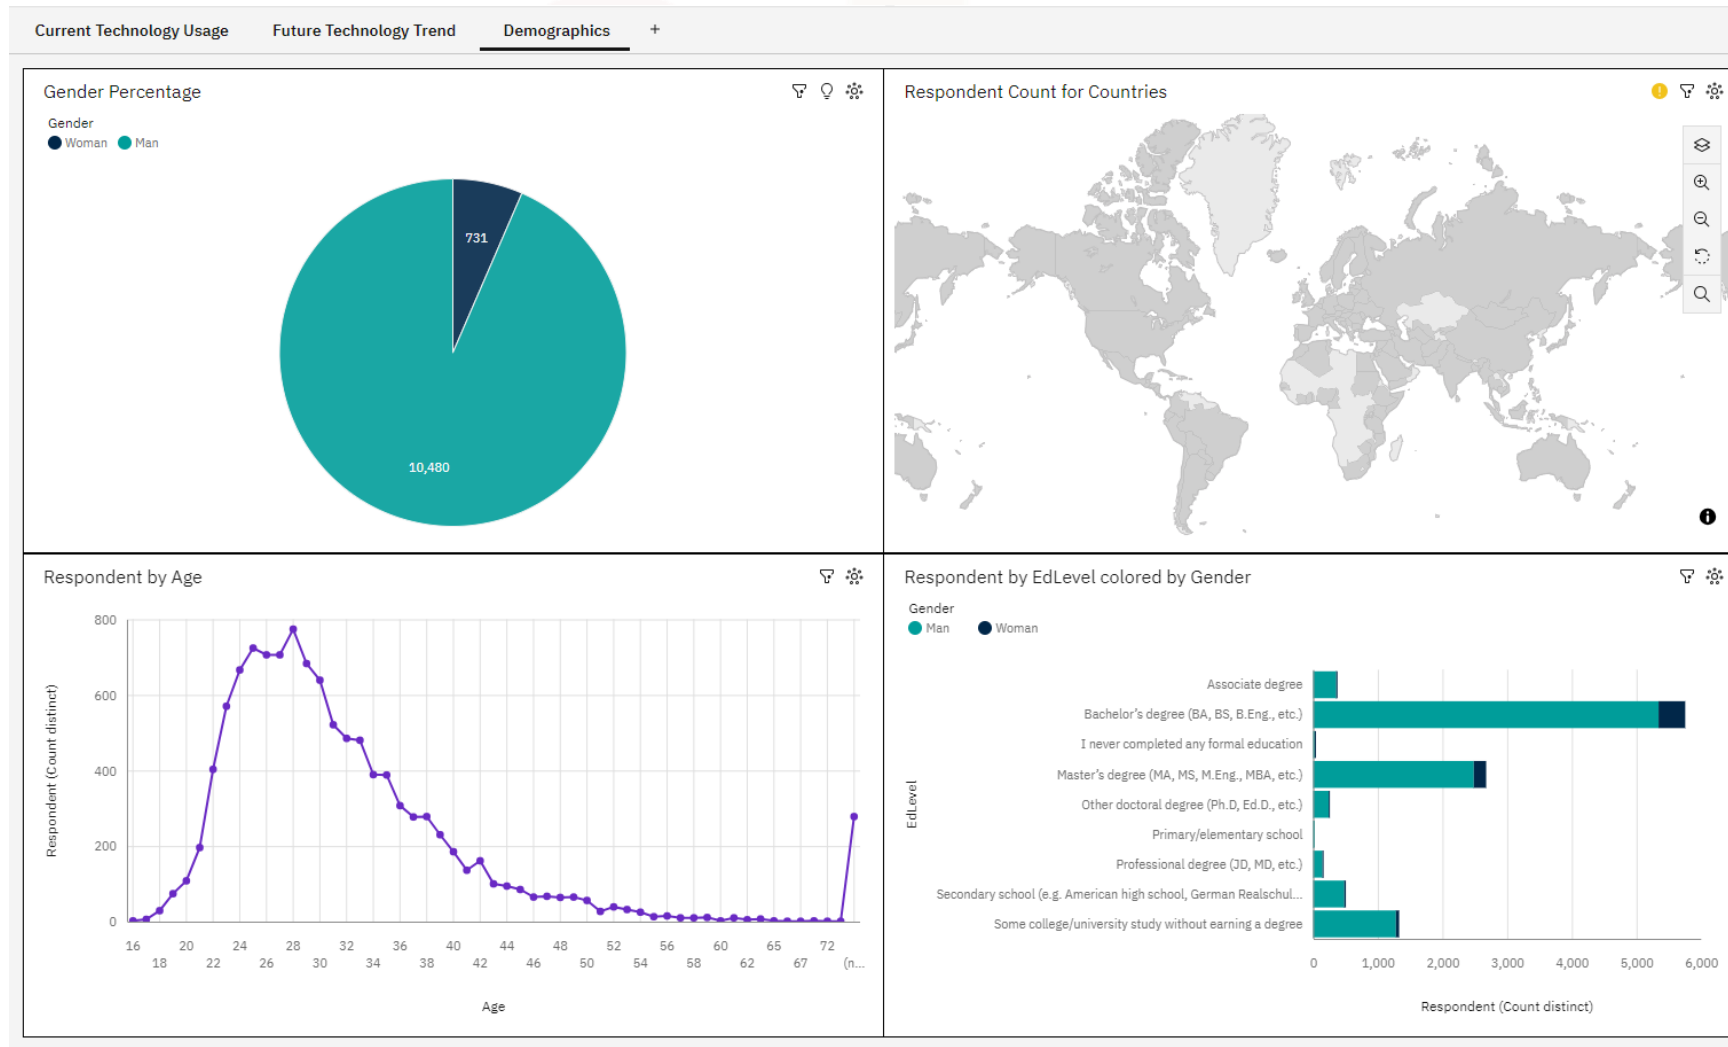 Current Technology Usage Future Technology Trend Demographics +
Gender Percentage
Gender
Woman Man
731
10,480
Respondent Count for Countries
Respondent by Age
Respondent (Count distinct)
800
600
400
200
0
16 20 24 28 32 36 40 44 48 52 56 60 65 72
18 22 26 30 34 38 42 46 50 54 58 62 67 (n...
Age
Respondent by EdLevel colored by Gender
Gender
Man Woman
EdLevel
Associate degree
Bachelor’s degree (BA, BS, B.Eng., etc.)
I never completed any formal education
Master’s degree (MA, MS, M.Eng., MBA, etc.)
Other doctoral degree (Ph.D, Ed.D., etc.)
Primary/elementary school
Professional degree (JD, MD, etc.)
Secondary school (e.g. American high school, German Realschul...
Some college/university study without earning a degree
0 1,000 2,000 3,000 4,000 5,000 6,000
Respondent (Count distinct)